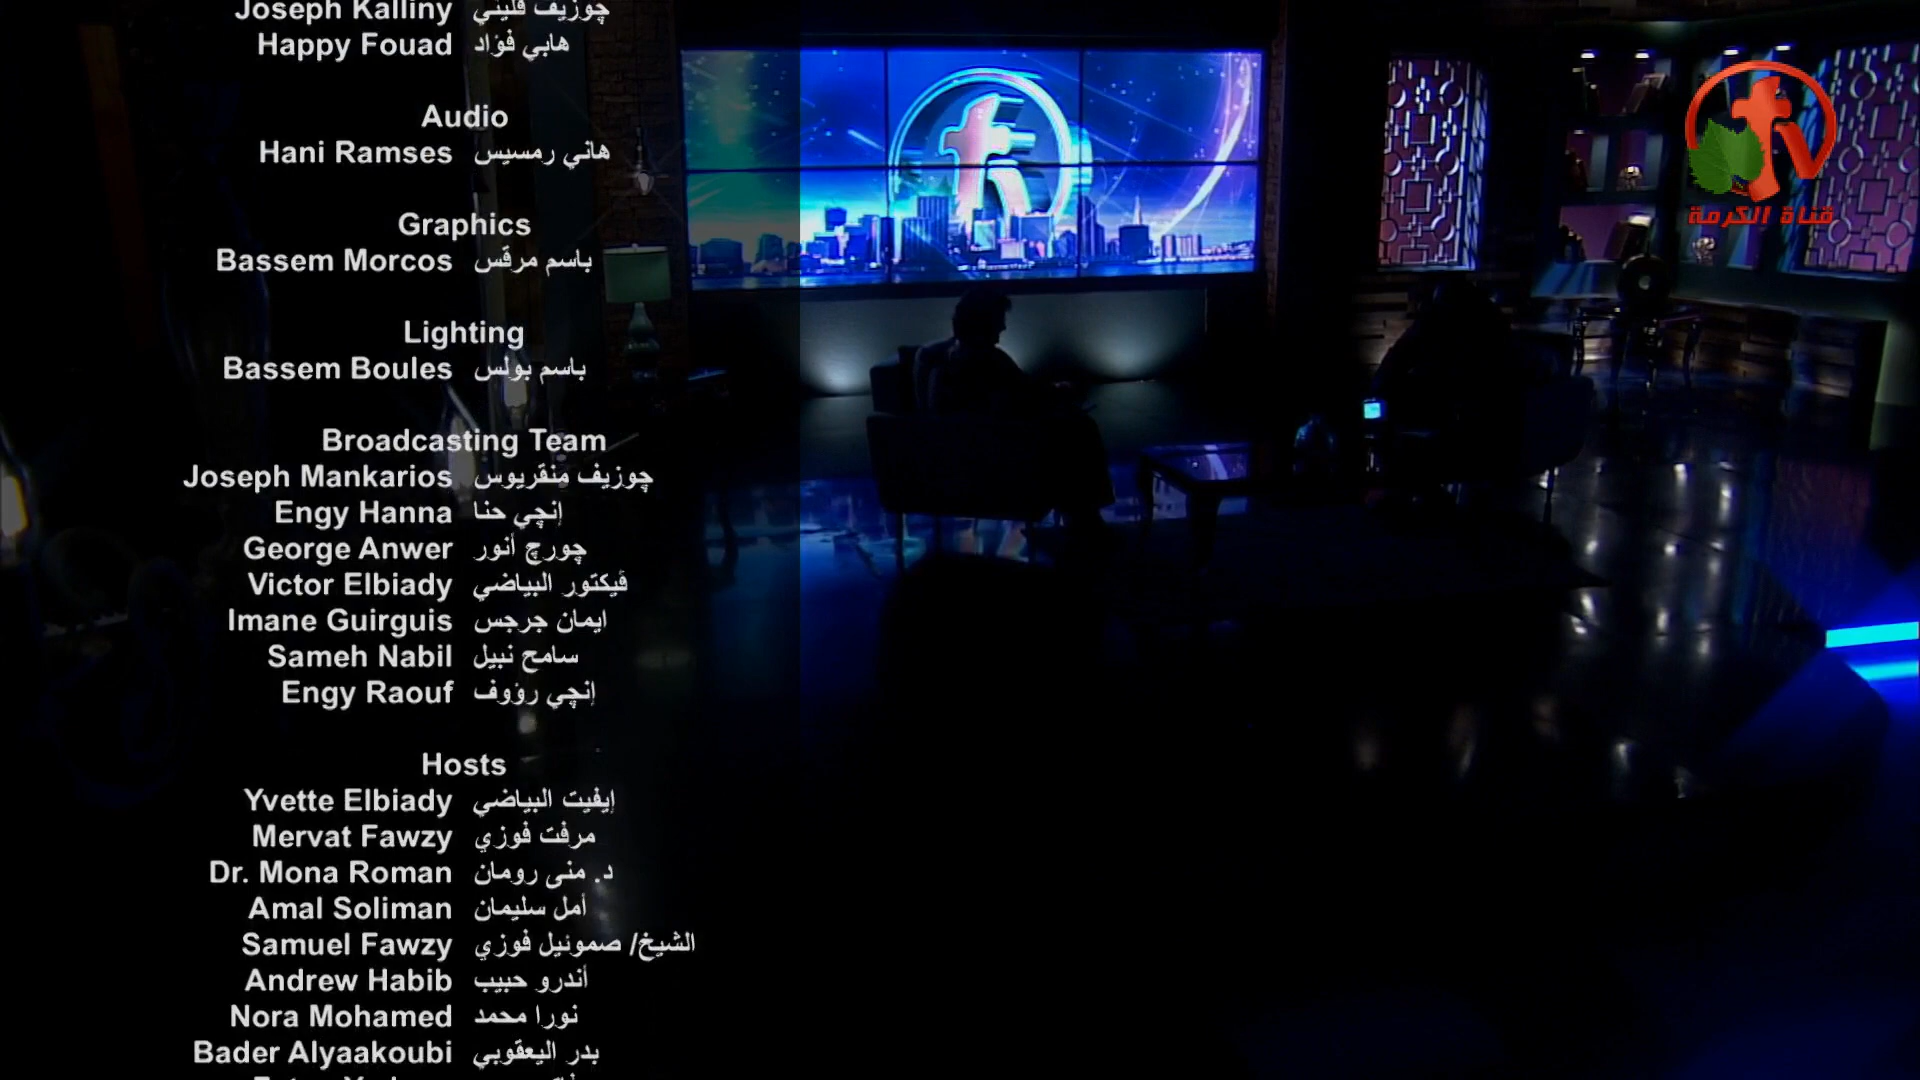 Joseph Kalliny چوزيف قليني
Happy Fouad هابي فؤاد
Audio
Hani Ramses هاني رمسيس
Graphics
Bassem Morcos باسم مرقس
Lighting
Bassem Boules باسم بولس
Broadcasting Team
Joseph Mankarios چوزيف منقريوس
Engy Hanna إنچي حنا
George Anwer چورچ أنور
Victor Elbiady ڤيكتور البياضي
Imane Guirguis ايمان جرجس
Sameh Nabil سامح نبيل
Engy Raouf إنچي رؤوف
Hosts
Yvette Elbiady إيفيت البياضي
Mervat Fawzy مرفت فوزي
Dr. Mona Roman د. منى رومان
Amal Soliman أمل سليمان
Samuel Fawzy الشيخ/ صموئيل فوزي
Andrew Habib أندرو حبيب
Nora Mohamed نورا محمد
Bader Alyaakoubi بدر اليعقوبي
tv
قناة الكرمة